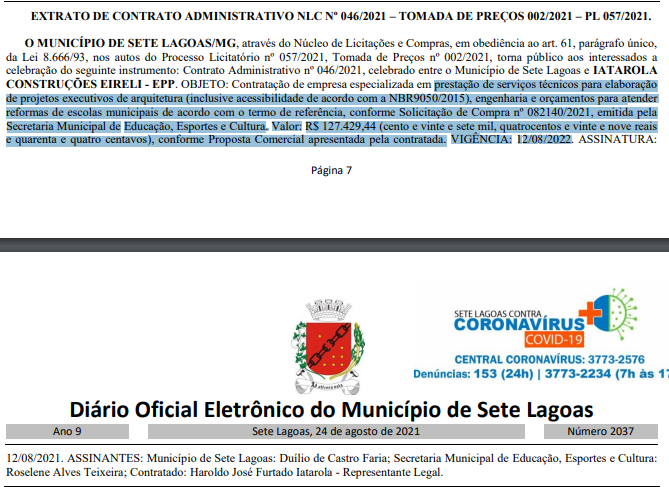 EXTRATO DE CONTRATO ADMINISTRATIVO NLC Nº 046/2021 – TOMADA DE PREÇOS 002/2021 – PL 057/2021.
O MUNICÍPIO DE SETE LAGOAS/MG, através do Núcleo de Licitações e Compras, em obediência ao art. 61, parágrafo único,
da Lei 8.666/93, nos autos do Processo Licitatório nº 057/2021, Tomada de Preços nº 002/2021, torna público aos interessados a
celebração do seguinte instrumento: Contrato Administrativo nº 046/2021, celebrado entre o Município de Sete Lagoas e IATAROLA
CONSTRUÇÕES EIRELI - EPP. OBJETO: Contratação de empresa especializada em prestação de serviços técnicos para elaboração
de projetos executivos de arquitetura (inclusive acessibilidade de acordo com a NBR9050/2015), engenharia e orçamentos para atender
reformas de escolas municipais de acordo com o termo de referência, conforme Solicitação de Compra nº 082140/2021, emitida pela
Secretaria Municipal de Educação, Esportes e Cultura. Valor: R$ 127.429,44 (cento e vinte e sete mil, quatrocentos e vinte e nove reais
e quarenta e quatro centavos), conforme Proposta Comercial apresentada pela contratada. VIGÊNCIA: 12/08/2022. ASSINATURA:
Página 7
SETE LAGOAS CONTRA
CORONAVÍRUS
COVID-19
CENTRAL CORONAVÍRUS: 3773-2576
Denúncias: 153 (24h) | 3773-2234 (7h às 17
Diário Oficial Eletrônico do Município de Sete Lagoas
Ano 9 Sete Lagoas, 24 de agosto de 2021 Número 2037
12/08/2021. ASSINANTES: Município de Sete Lagoas: Duílio de Castro Faria; Secretaria Municipal de Educação, Esportes e Cultura:
Roselene Alves Teixeira; Contratado: Haroldo José Furtado Iatarola - Representante Legal.